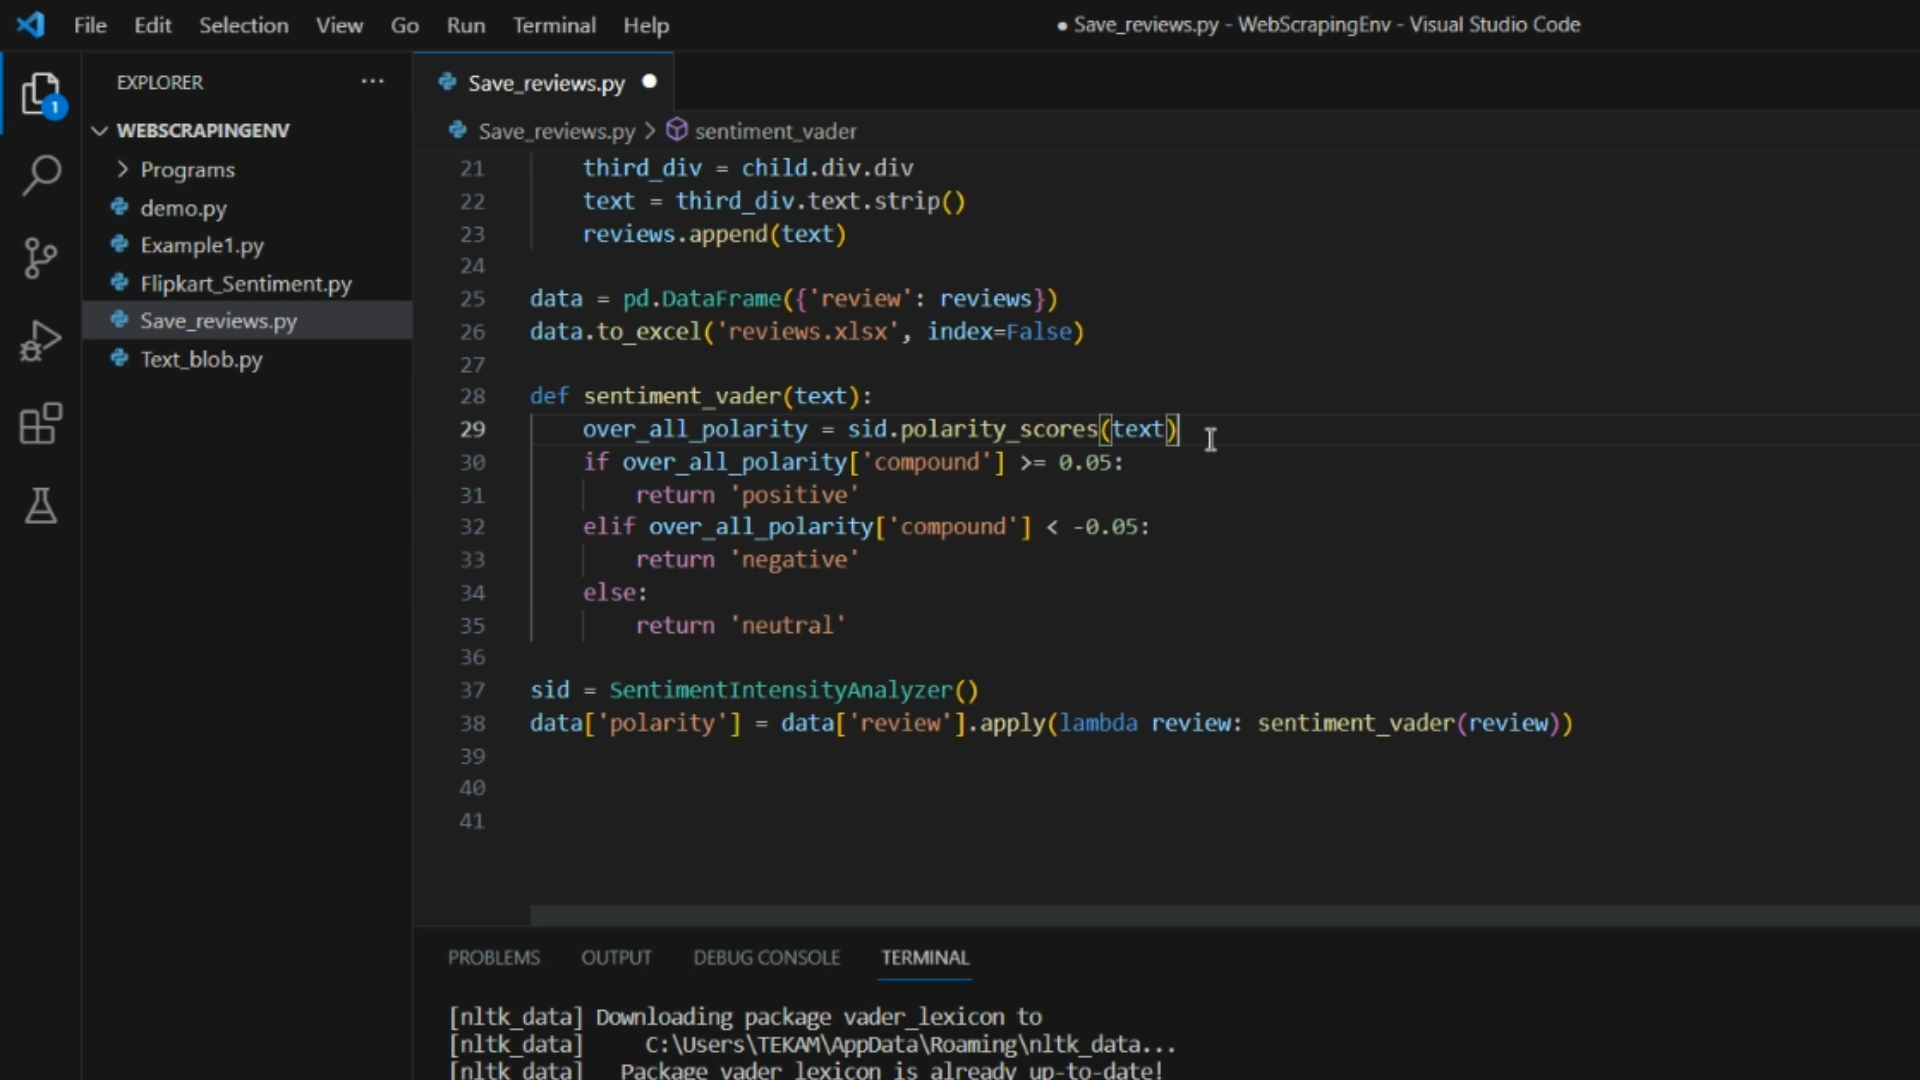 File Edit Selection View Go Run Terminal Help
● Save_reviews.py - WebScrapingEnv - Visual Studio Code
EXPLORER ...
1
WEBSCRAPINGENV
Programs
demo.py
Example1.py
Flipkart_Sentiment.py
Save_reviews.py
Text_blob.py
Save_reviews.py ●
Save_reviews.py > sentiment_vader
21 third_div = child.div.div
22 text = third_div.text.strip()
23 reviews.append(text)
24
25 data = pd.DataFrame({'review': reviews})
26 data.to_excel('reviews.xlsx', index=False)
27
28 def sentiment_vader(text):
29 over_all_polarity = sid.polarity_scores(text)
30 if over_all_polarity['compound'] >= 0.05:
31 return 'positive'
32 elif over_all_polarity['compound'] < -0.05:
33 return 'negative'
34 else:
35 return 'neutral'
36
37 sid = SentimentIntensityAnalyzer()
38 data['polarity'] = data['review'].apply(lambda review: sentiment_vader(review))
39
40
41
PROBLEMS OUTPUT DEBUG CONSOLE TERMINAL
[nltk_data] Downloading package vader_lexicon to
[nltk_data] C:\Users\TEKAM\AppData\Roaming\nltk_data...
[nltk_data] Package vader_lexicon is already up-to-date!